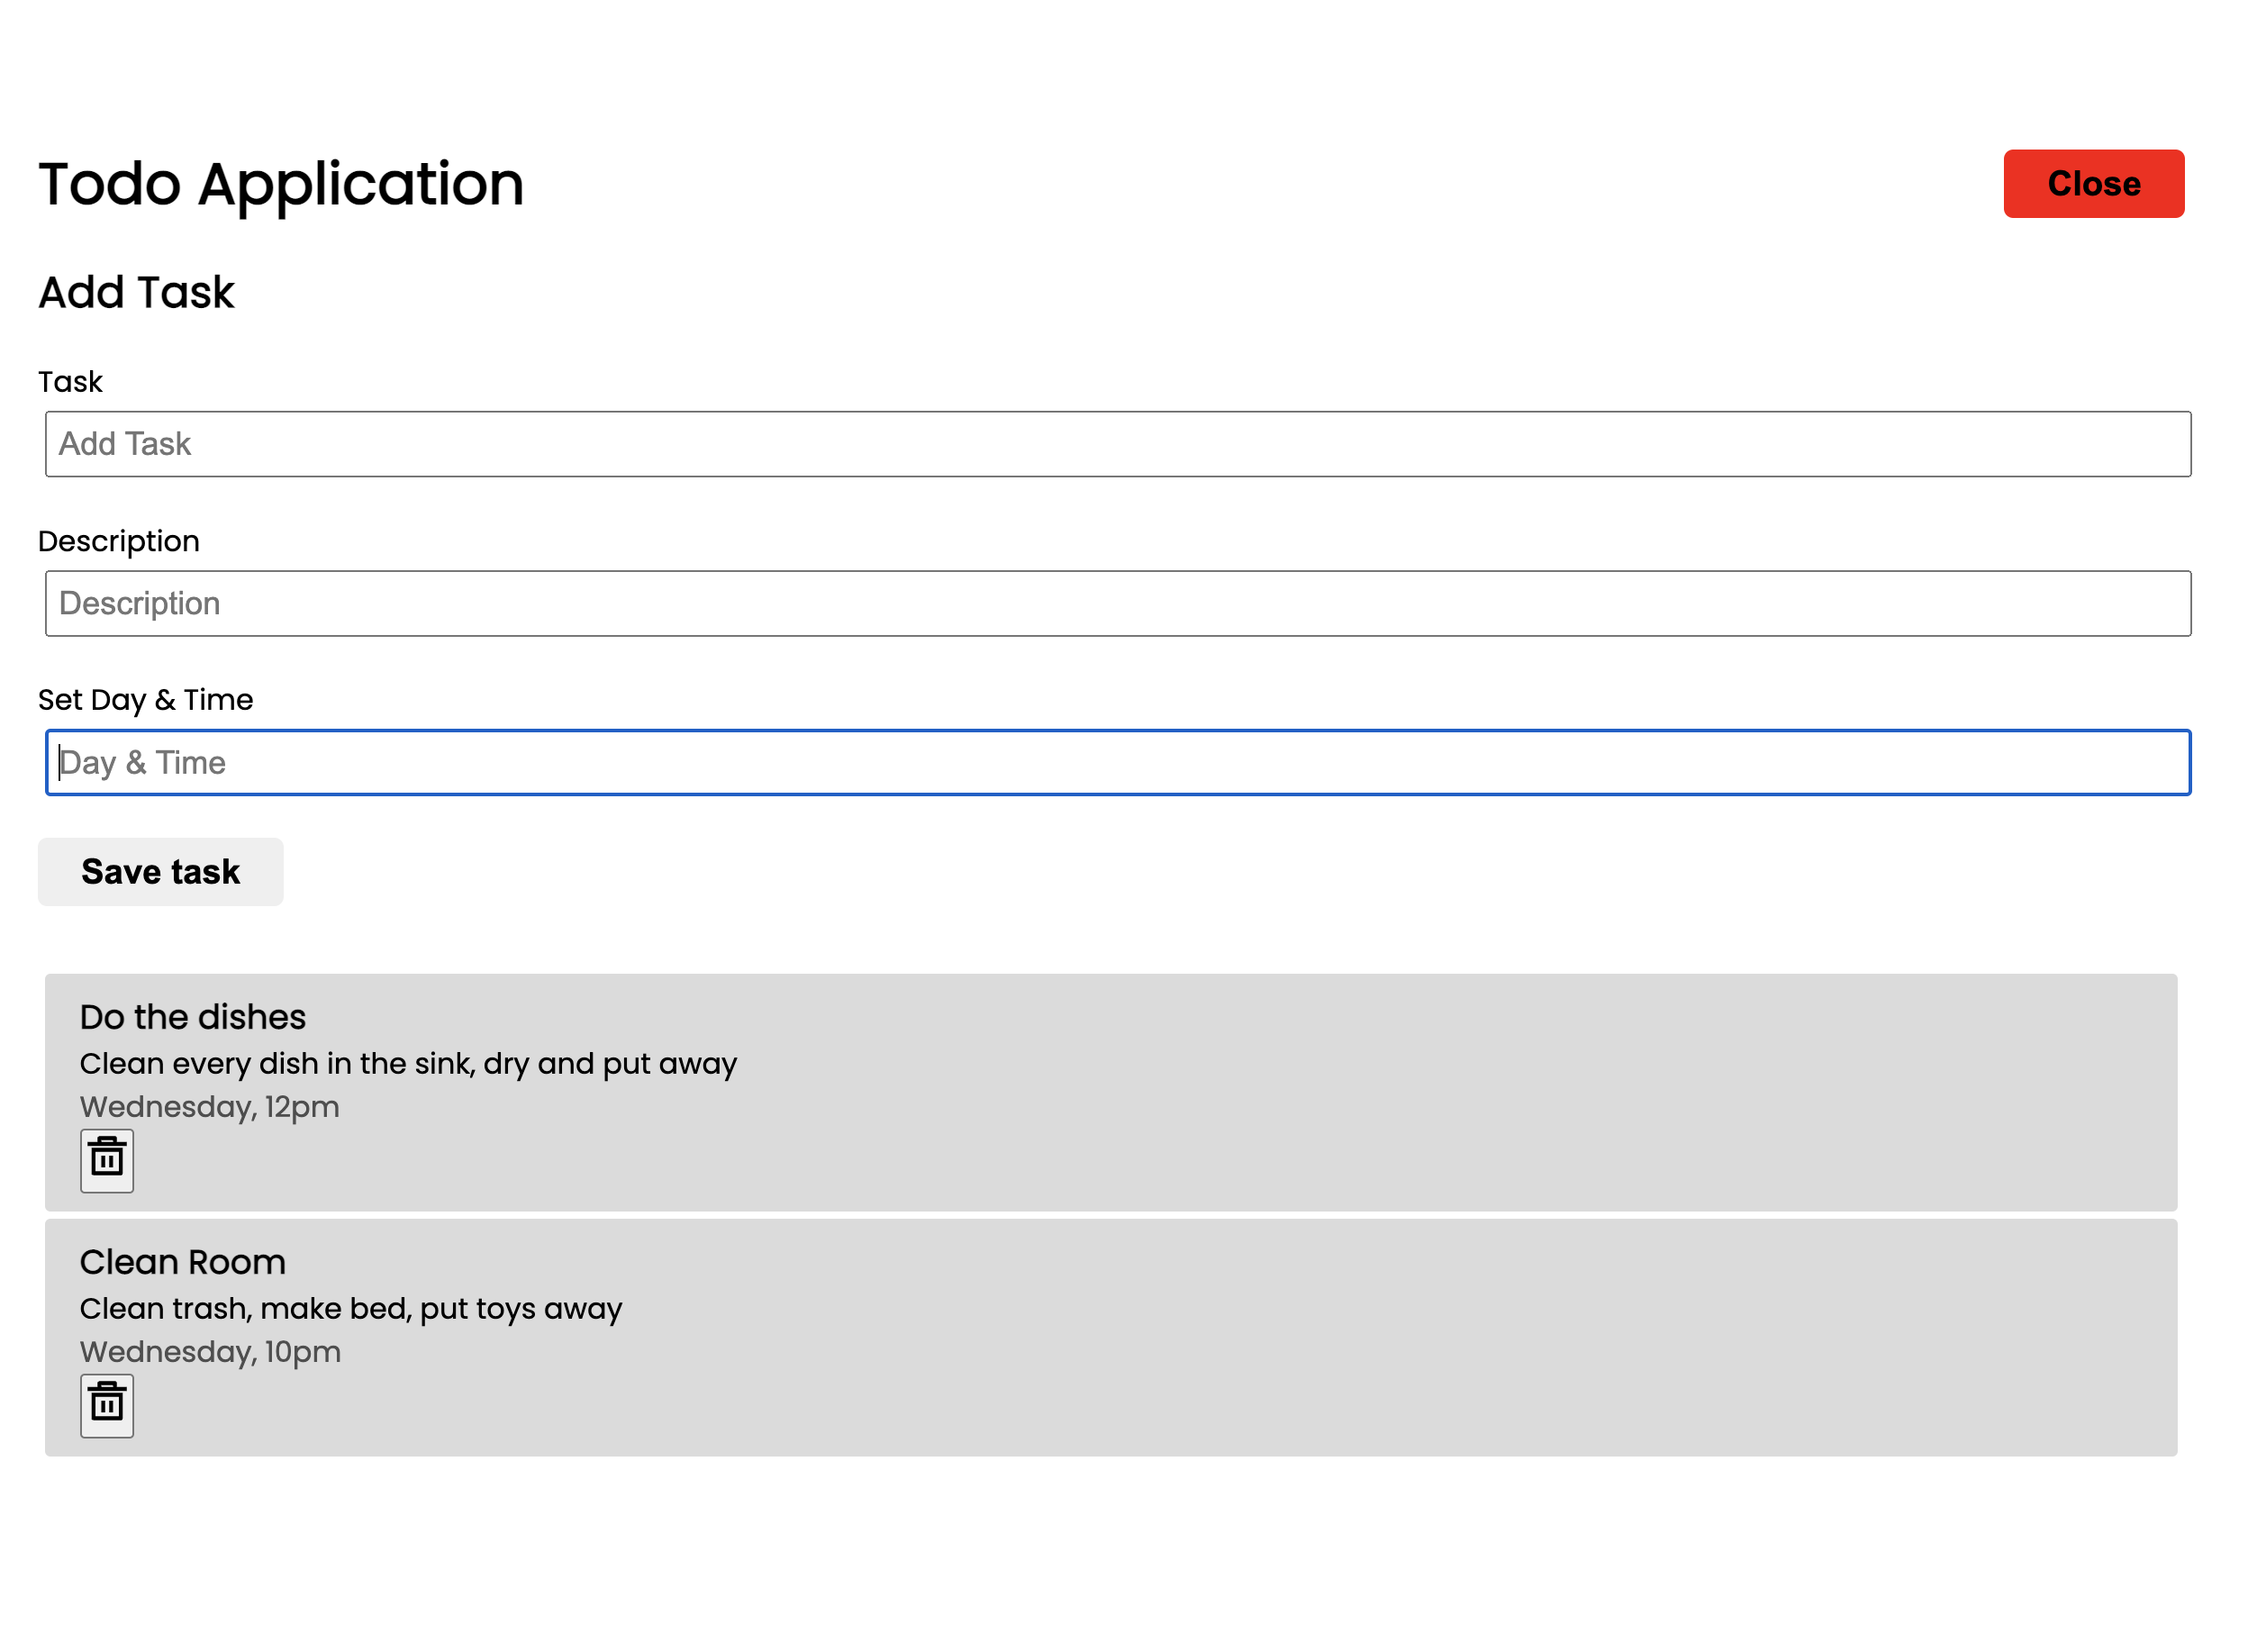 Todo Application
Close
Add Task
Task
Add Task
Description
Description
Set Day & Time
Day & Time
Save task
Do the dishes
Clean every dish in the sink, dry and put away
Wednesday, 12pm
Clean Room
Clean trash, make bed, put toys away
Wednesday, 10pm